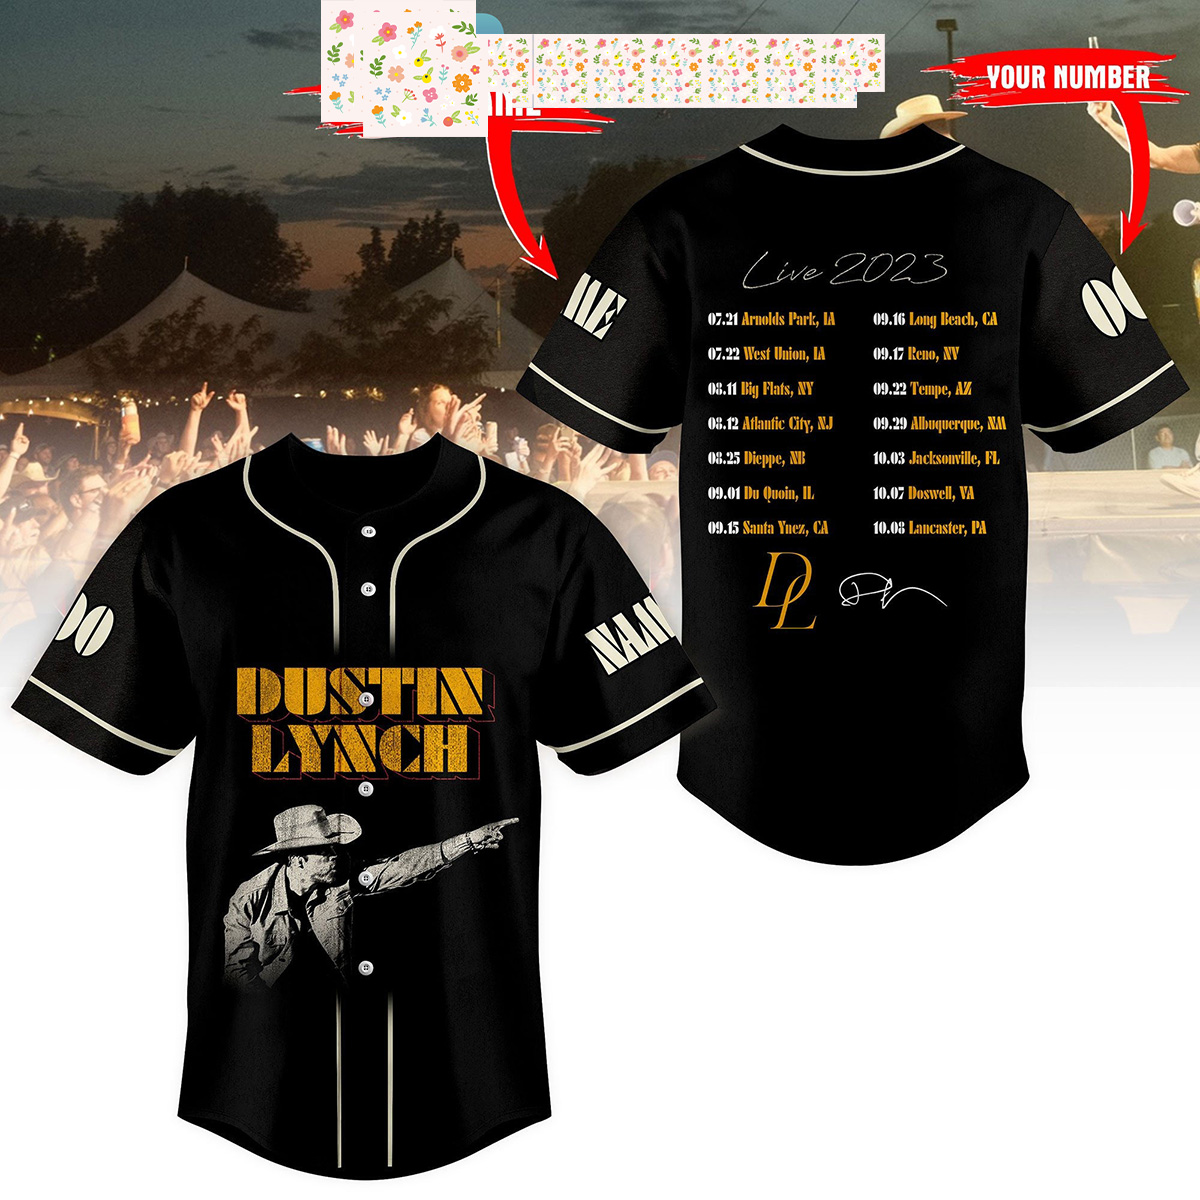 YOUR NUMBER
Live 2023
07.21 Arnolds Park, IA
07.22 West Union, IA
08.11 Big Flats, NY
08.12 Atlantic City, NJ
08.25 Dieppe, NB
09.01 Du Quoin, IL
09.15 Santa Ynez, CA
09.16 Long Beach, CA
09.17 Reno, NV
09.22 Tempe, AZ
09.29 Albuquerque, NM
10.03 Jacksonville, FL
10.07 Doswell, VA
10.08 Lancaster, PA
DL
00
NAME
DUSTIN
LYNCH